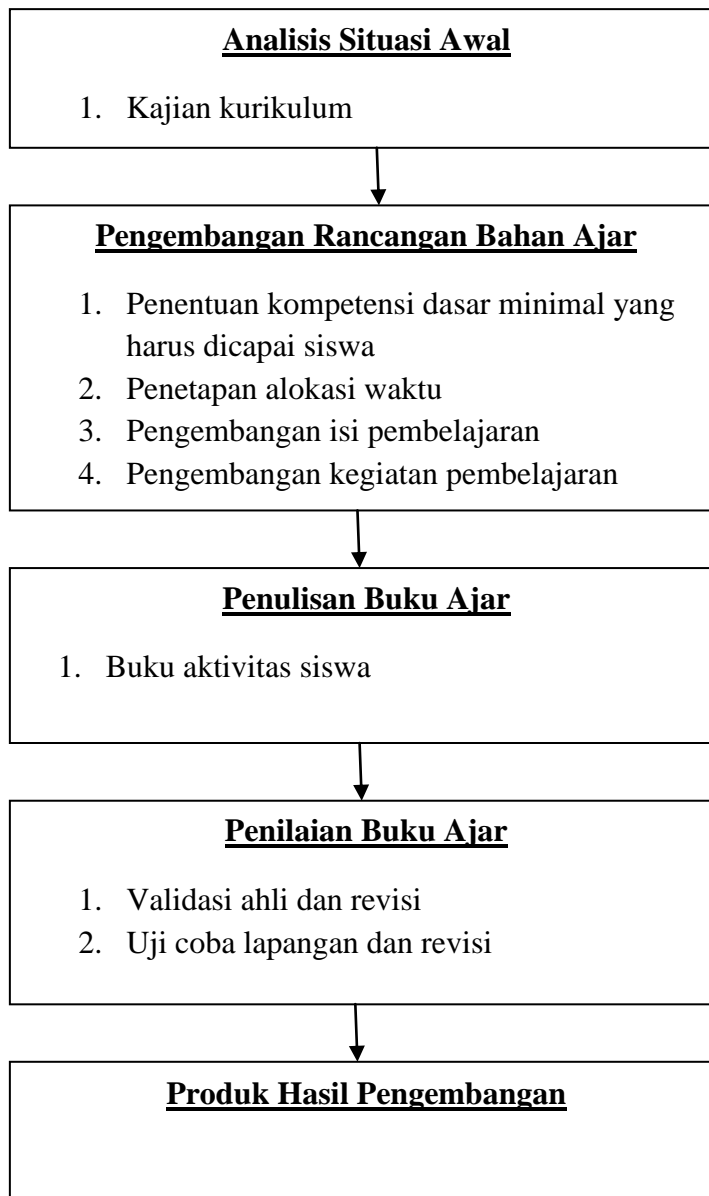 Analisis Situasi Awal
1. Kajian kurikulum
Pengembangan Rancangan Bahan Ajar
1. Penentuan kompetensi dasar minimal yang
harus dicapai siswa
2. Penetapan alokasi waktu
3. Pengembangan isi pembelajaran
4. Pengembangan kegiatan pembelajaran
Penulisan Buku Ajar
1. Buku aktivitas siswa
Penilaian Buku Ajar
1. Validasi ahli dan revisi
2. Uji coba lapangan dan revisi
Produk Hasil Pengembangan